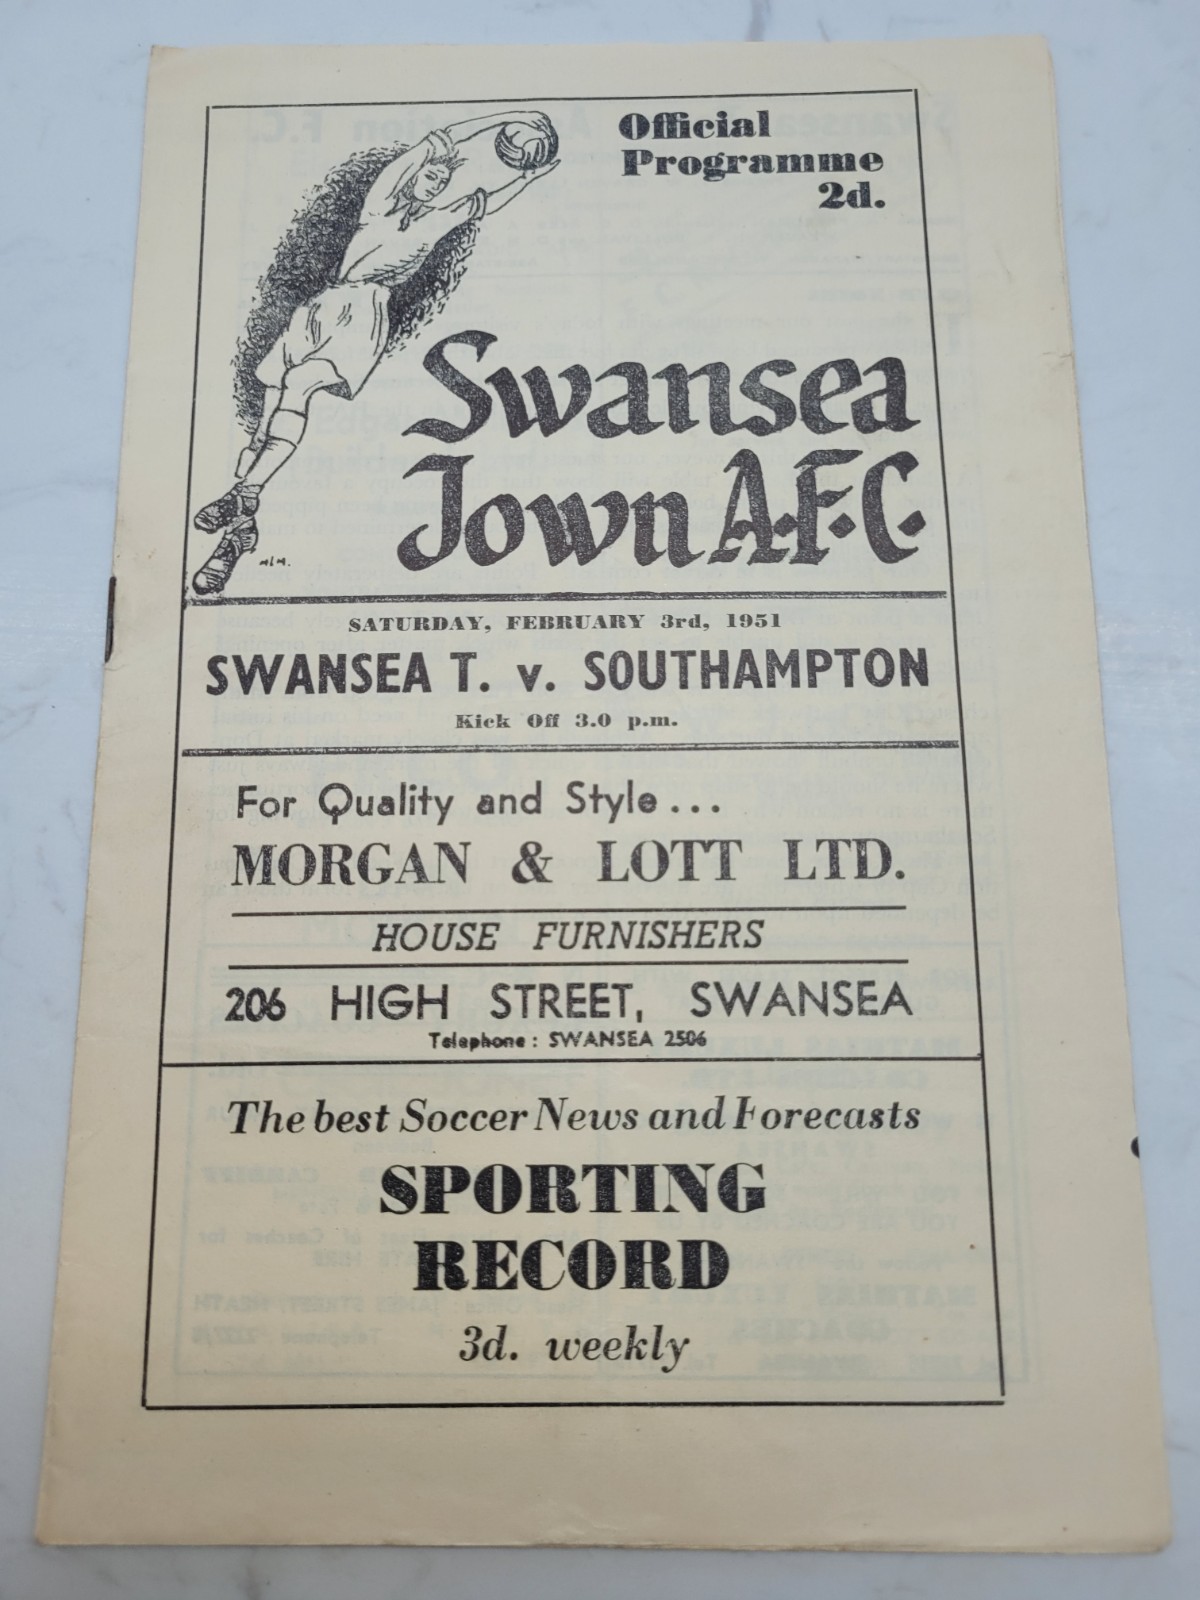 Official
Programme
2d.
Swansea
Town A.F.C.
SATURDAY, FEBRUARY 3rd, 1951
SWANSEA T. v. SOUTHAMPTON
Kick Off 3.0 p.m.
For Quality and Style...
MORGAN & LOTT LTD.
HOUSE FURNISHERS
206 HIGH STREET, SWANSEA
Telephone: SWANSEA 2506
The best Soccer News and Forecasts
SPORTING
RECORD
3d. weekly